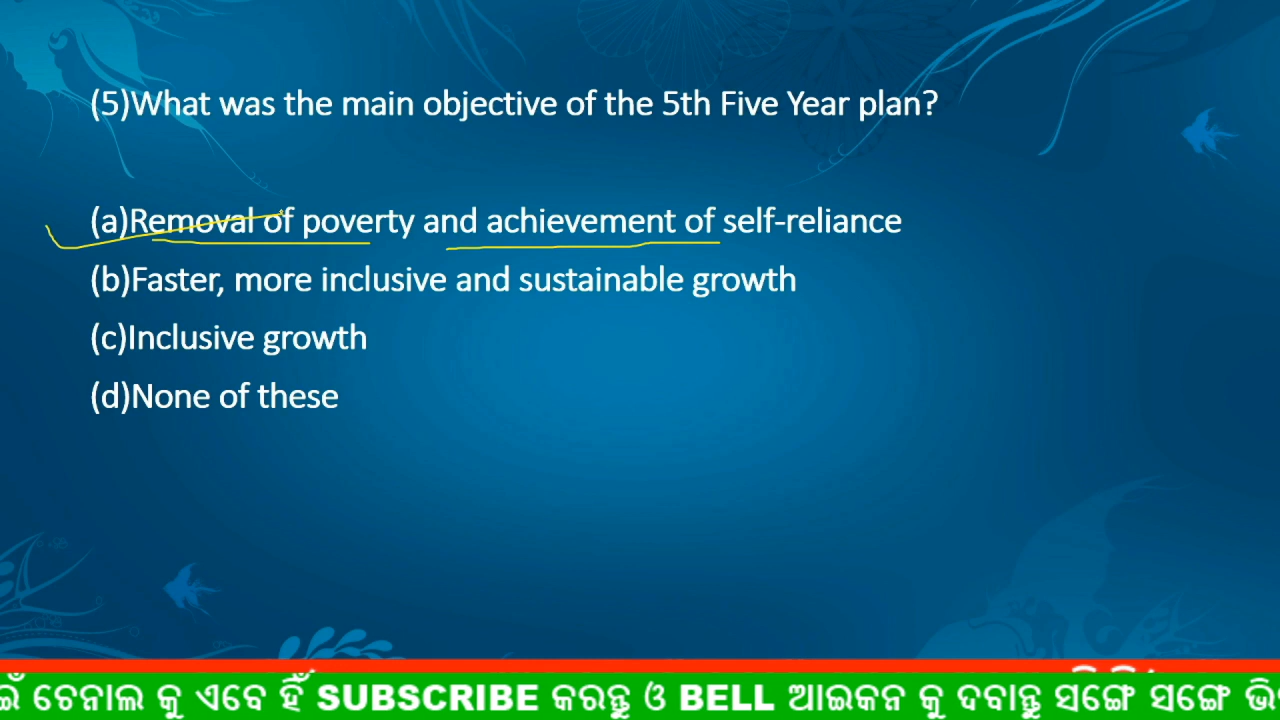 (5)What was the main objective of the 5th Five Year plan?
(a)Removal of poverty and achievement of self-reliance
(b)Faster, more inclusive and sustainable growth
(c)Inclusive growth
(d)None of these
ଚେନାଲ କୁ ଏବେ ହିଁ SUBSCRIBE କରନ୍ତୁ ଓ BELL ଆଇକନ କୁ ଦବାନ୍ତୁ ସଙ୍ଗେ ସଙ୍ଗେ